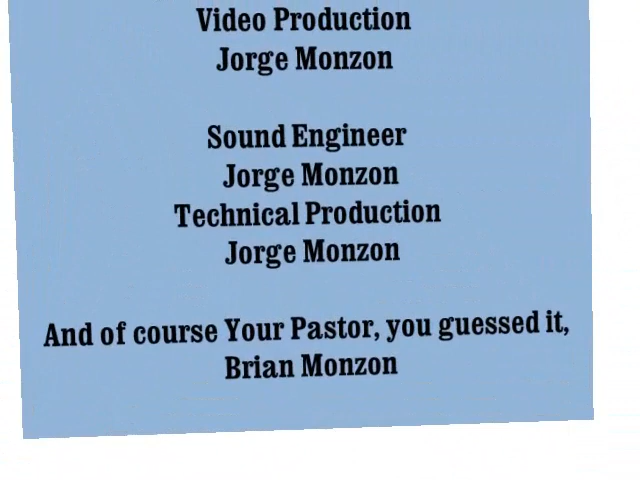 Video Production
Jorge Monzon
Sound Engineer
Jorge Monzon
Technical Production
Jorge Monzon
And of course Your Pastor, you guessed it,
Brian Monzon